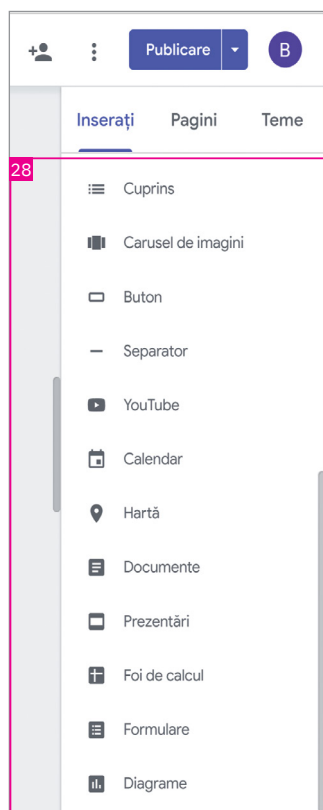 Publicare
B
Inserați Pagini Teme
28
Cuprins
Carusel de imagini
Buton
Separator
YouTube
Calendar
Hartă
Documente
Prezentări
Foi de calcul
Formulare
Diagrame